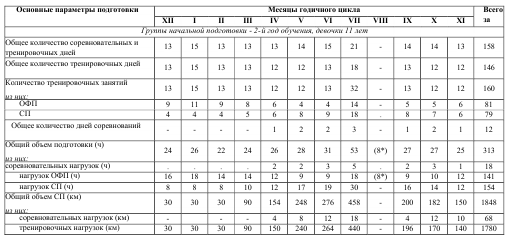 Основные параметры подготовки Месяцы годичного цикла Всего за
XII I II III IV V VI VII VIII IX X XI
Группы начальной подготовки - 2-й год обучения, девочки 11 лет
Общее количество соревновательных и тренировочных дней 13 15 13 13 13 14 15 21 - 14 14 13 158
Общее количество тренировочных дней 13 15 13 13 12 12 13 18 - 13 12 12 146
Количество тренировочных занятий 13 15 13 13 12 12 13 32 - 13 12 12 160
из них:
ОФП 9 11 9 8 6 4 4 14 - 5 5 6 81
СП 4 4 4 5 6 8 9 18 . 8 7 6 79
Общее количество дней соревнований - - - - 1 2 2 3 - 1 2 1 12
Общий объем подготовки (ч) 24 26 22 24 26 28 31 53 (8*) 27 27 25 313
из них:
соревновательных нагрузок (ч) . . . . 2 2 3 5 2 3 1 18
нагрузок ОФП (ч) 16 18 14 14 12 9 9 18 (8*) 9 10 12 141
нагрузок СП (ч) 8 8 8 10 12 17 19 30 - 16 14 12 154
Общий объем СП (км) 30 30 30 90 154 248 276 458 - 200 182 150 1848
из них:
соревновательных нагрузок (км) - - - 4 8 12 18 - 4 12 10 68
тренировочных нагрузок (км) 30 30 30 90 150 240 264 440 - 196 170 140 1780